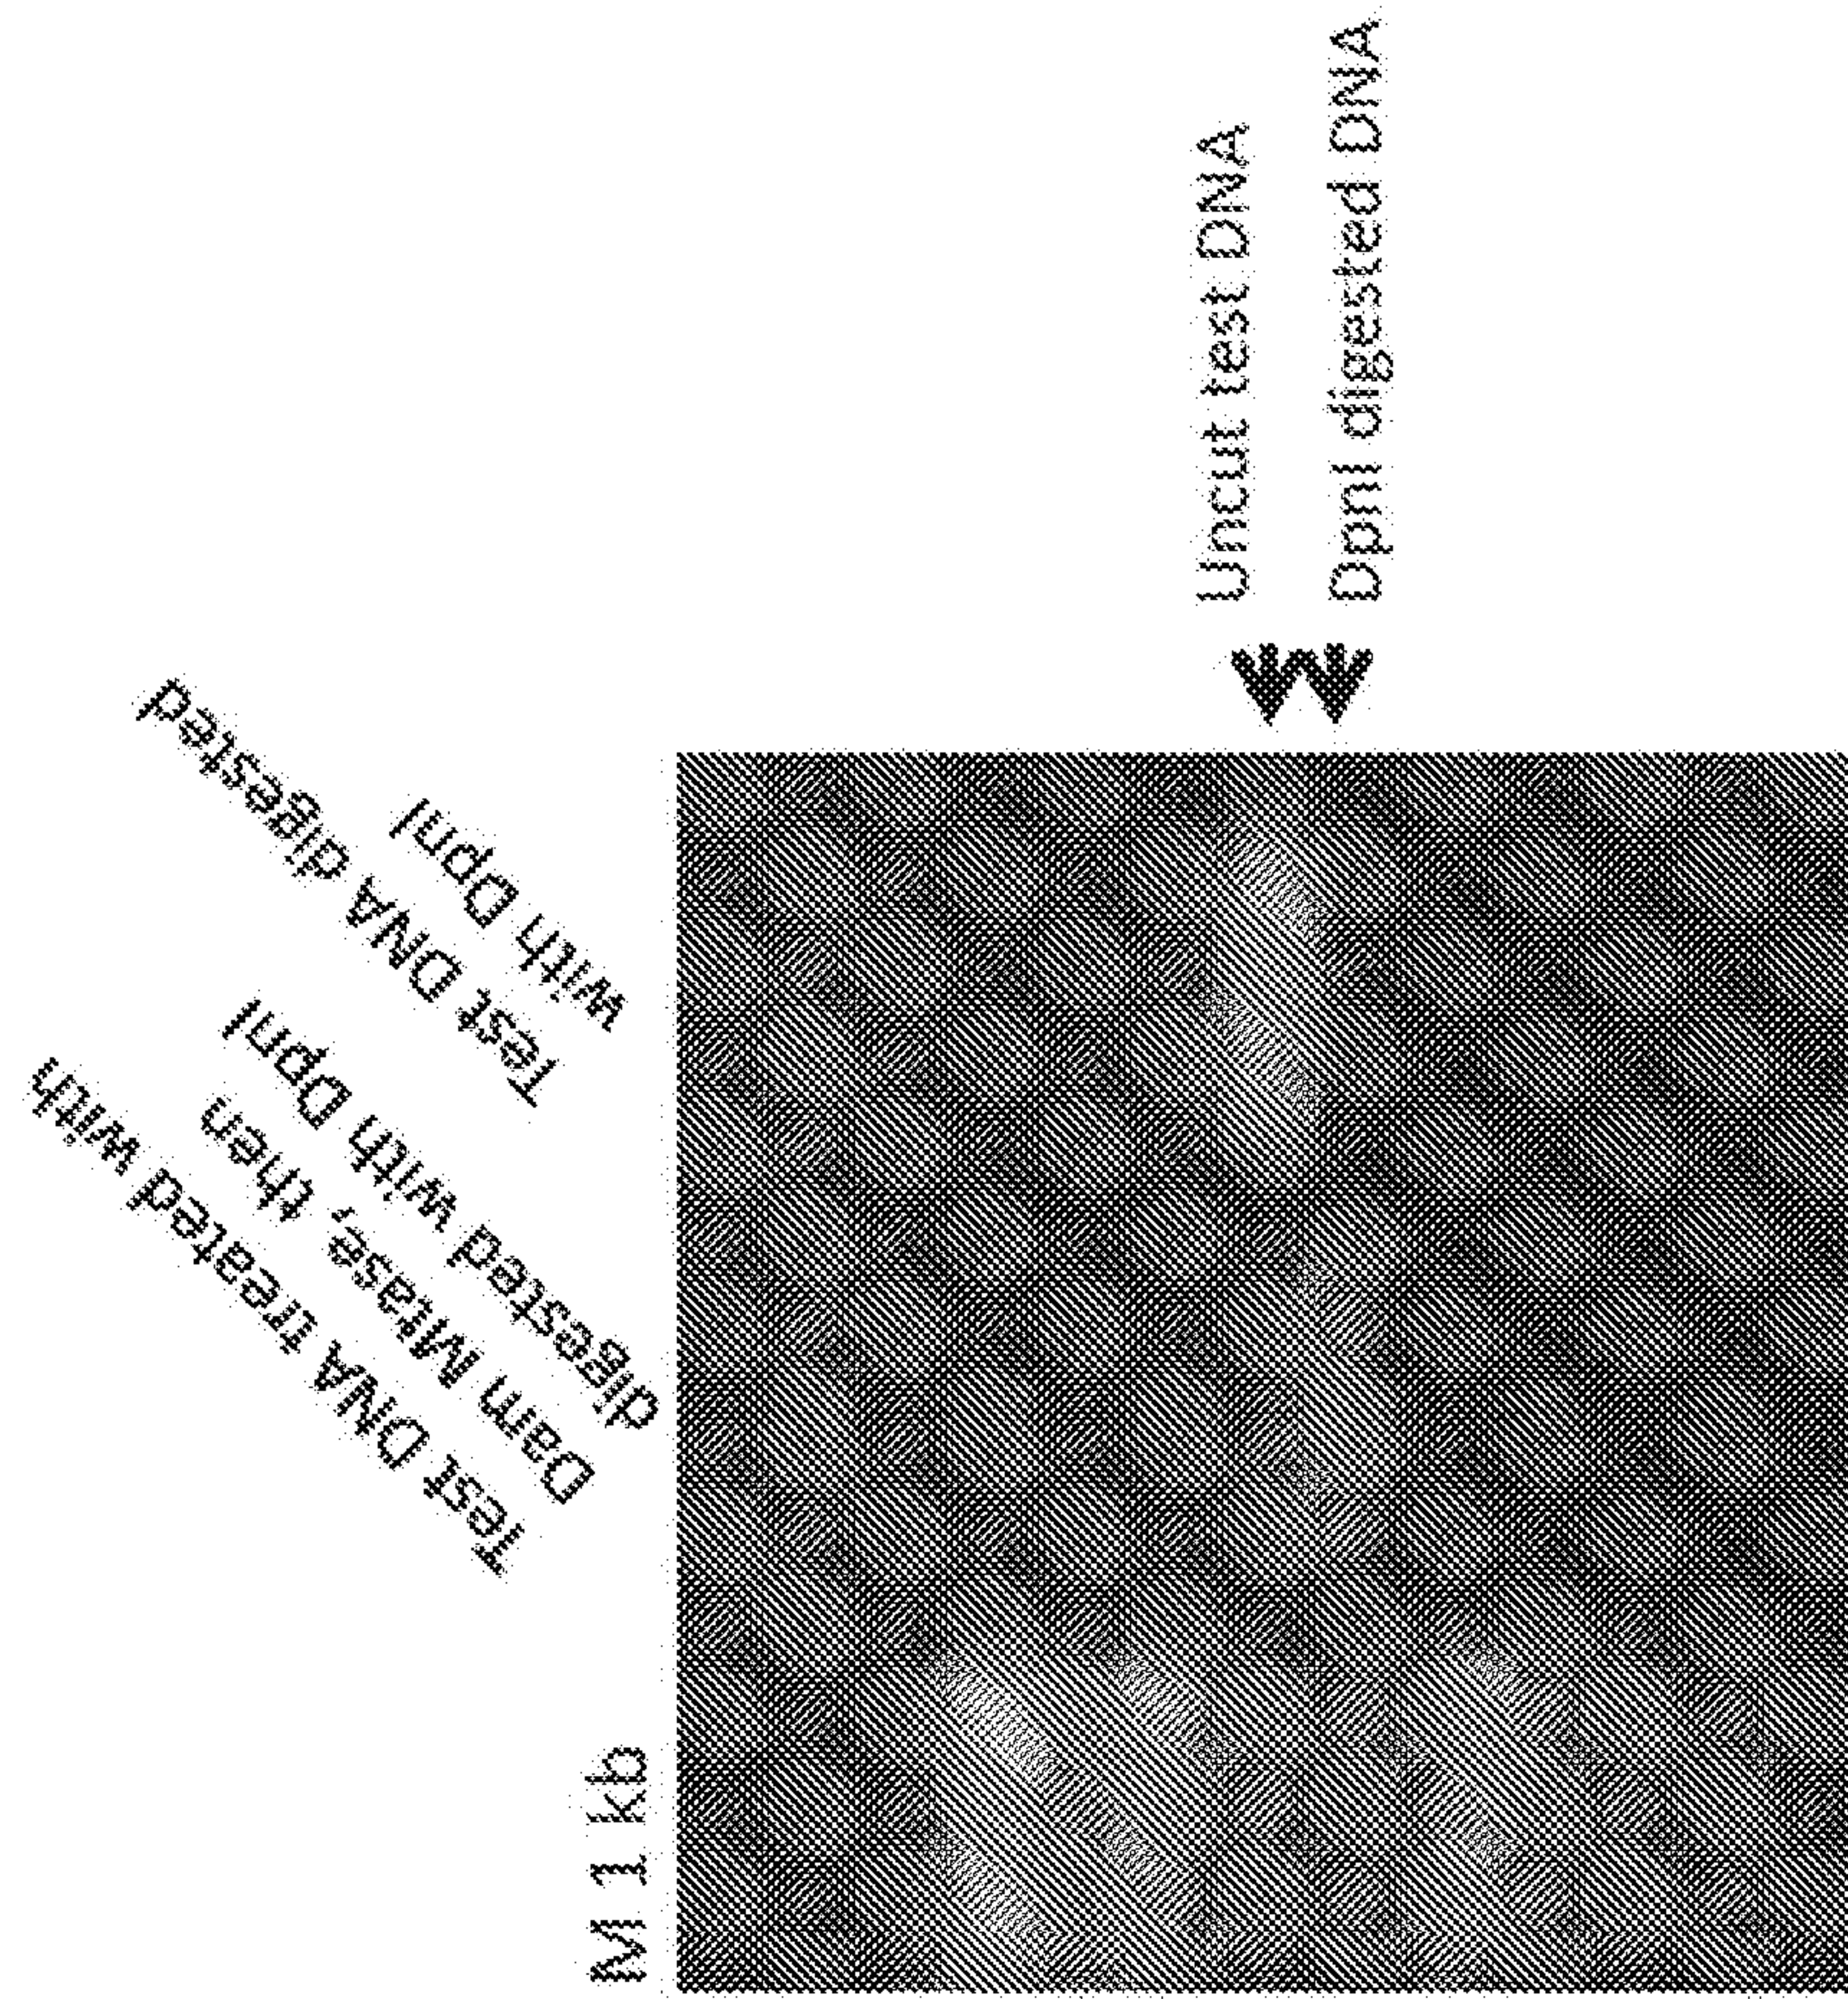 M 1 kb
Test DNA treated with
Dam Mtase, then
digested with DpnI
Test DNA digested
with DpnI
Uncut test DNA
DpnI digested DNA